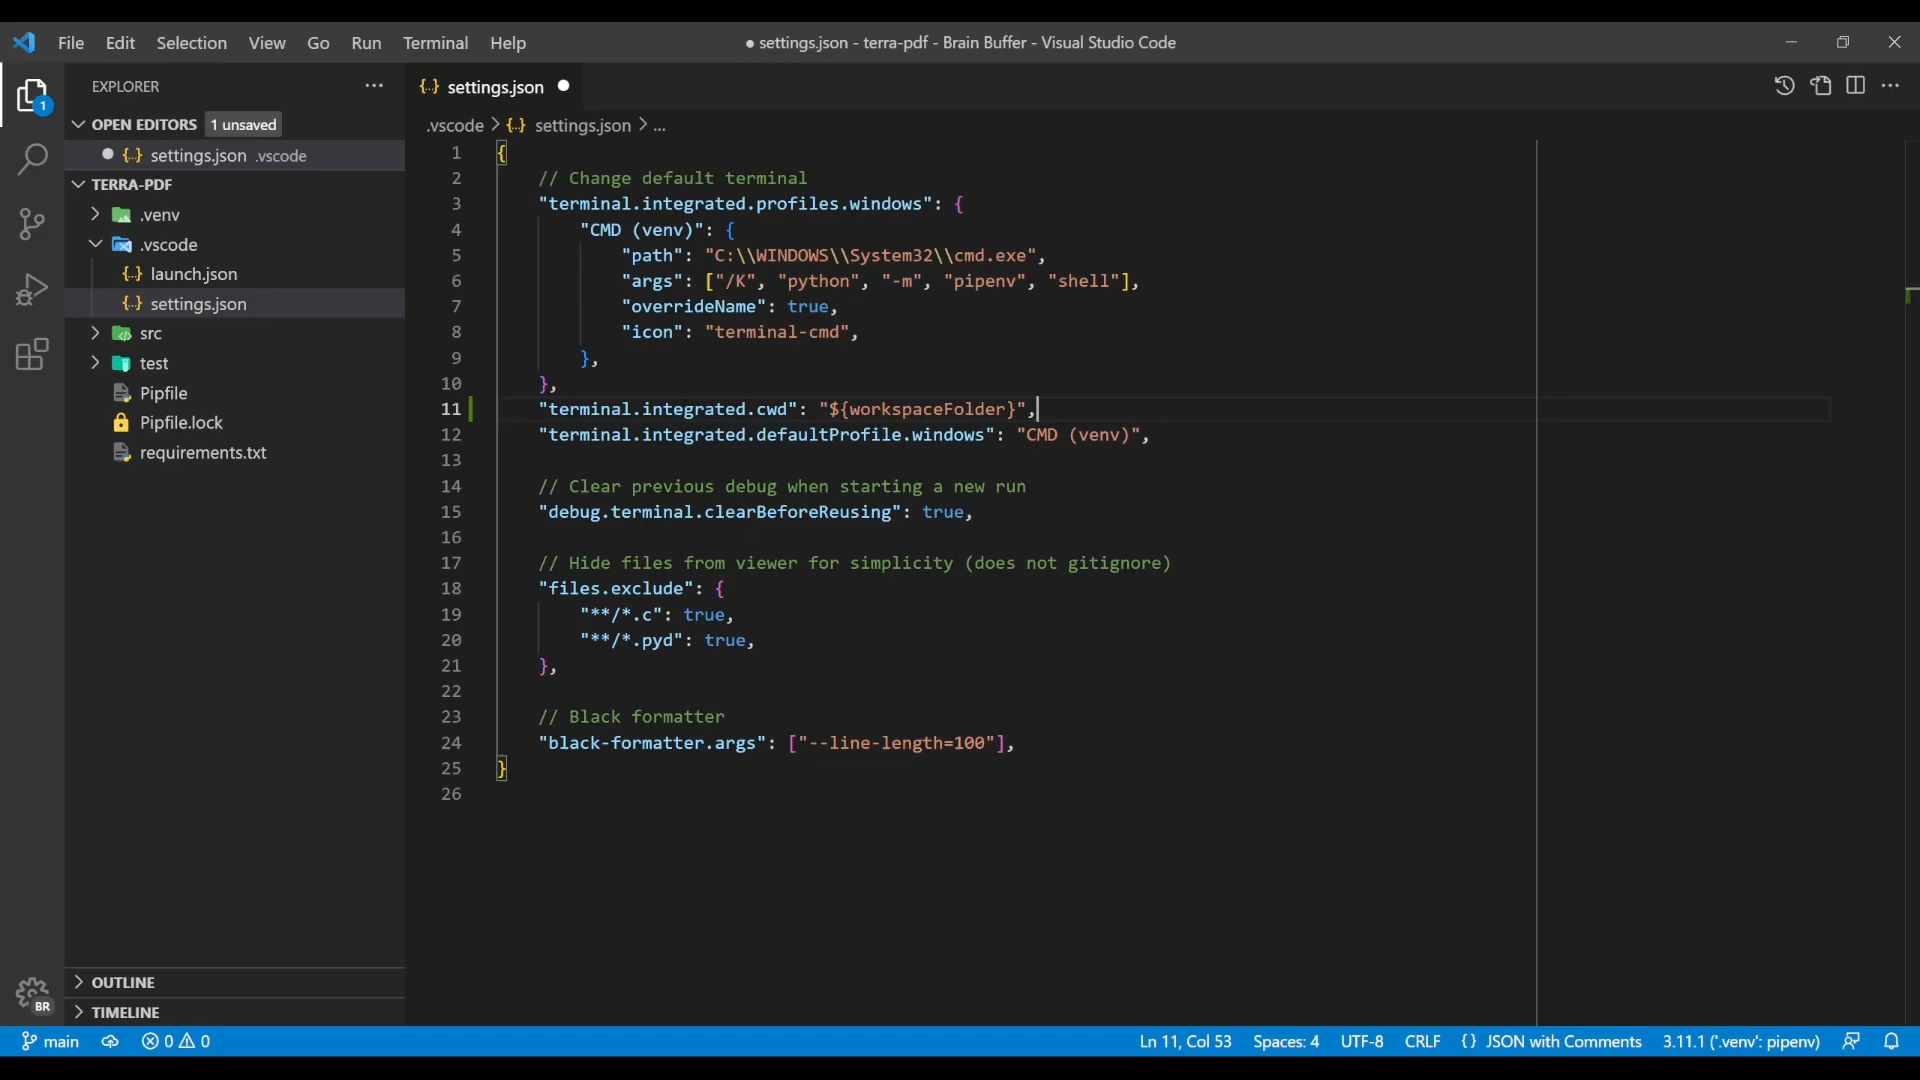 File Edit Selection View Go Run Terminal Help
● settings.json - terra-pdf - Brain Buffer - Visual Studio Code
1
EXPLORER
OPEN EDITORS 1 unsaved
{..} settings.json .vscode
TERRA-PDF
.venv
.vscode
{..} launch.json
{..} settings.json
src
test
Pipfile
Pipfile.lock
requirements.txt
OUTLINE
TIMELINE
BR
{..} settings.json
.vscode > {..} settings.json > ...
1 {
2 // Change default terminal
3 "terminal.integrated.profiles.windows": {
4 "CMD (venv)": {
5 "path": "C:\\WINDOWS\\System32\\cmd.exe",
6 "args": ["/K", "python", "-m", "pipenv", "shell"],
7 "overrideName": true,
8 "icon": "terminal-cmd",
9 },
10 },
11 "terminal.integrated.cwd": "${workspaceFolder}",
12 "terminal.integrated.defaultProfile.windows": "CMD (venv)",
13
14 // Clear previous debug when starting a new run
15 "debug.terminal.clearBeforeReusing": true,
16
17 // Hide files from viewer for simplicity (does not gitignore)
18 "files.exclude": {
19 "**/*.c": true,
20 "**/*.pyd": true,
21 },
22
23 // Black formatter
24 "black-formatter.args": ["--line-length=100"],
25 }
26
main 0 0 Ln 11, Col 53 Spaces: 4 UTF-8 CRLF {} JSON with Comments 3.11.1 ('.venv': pipenv)